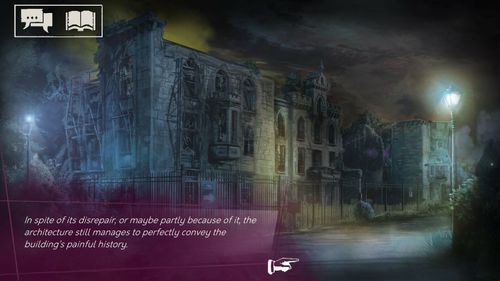 In spite of its disrepair, or maybe partly because of it, the
architecture still manages to perfectly convey the
building's painful history.